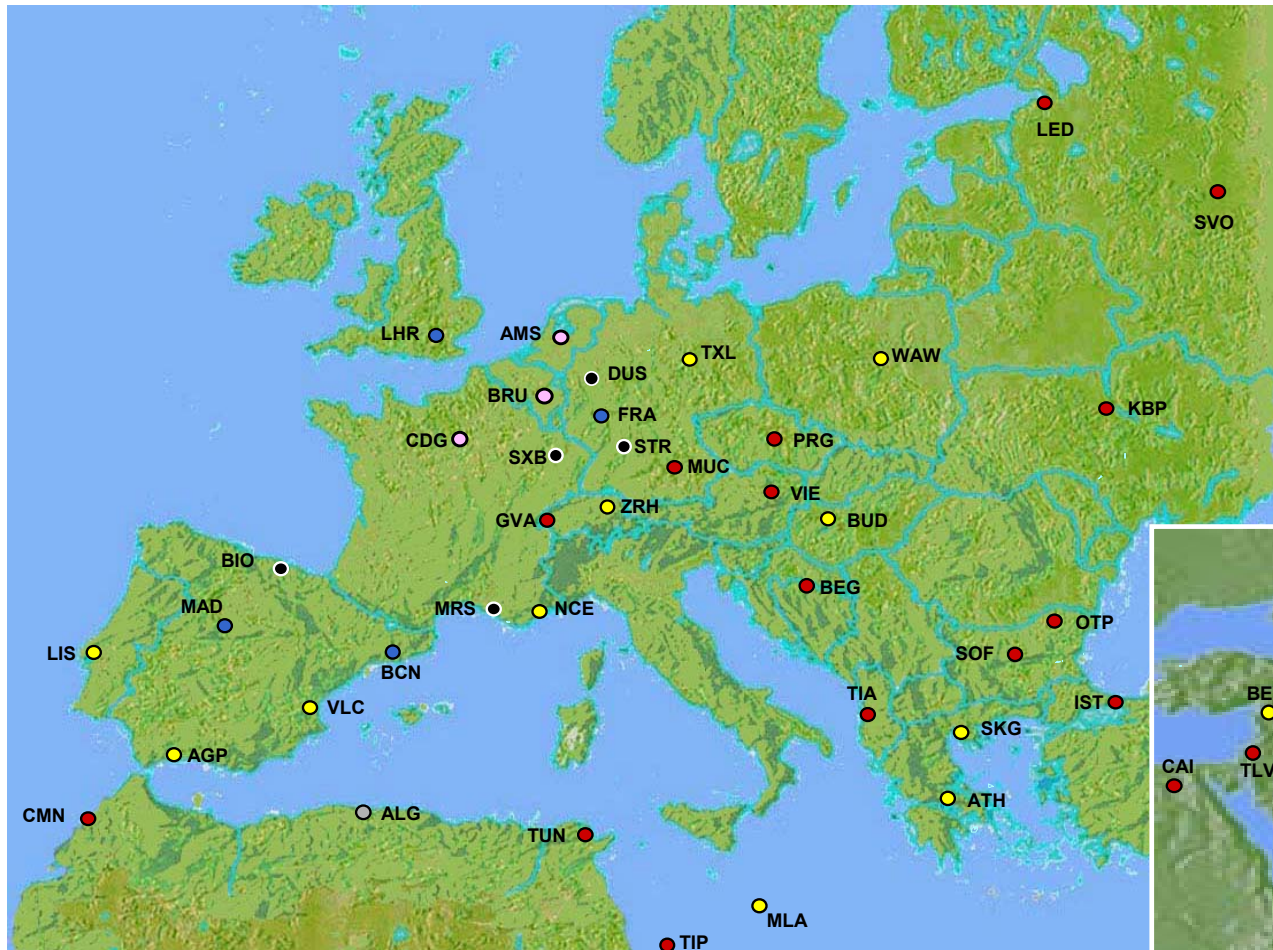 LED
SVO
LHR
AMS
TXL
WAW
DUS
BRU
FRA
KBP
CDG
STR
PRG
SXB
MUC
VIE
ZRH
GVA
BUD
BIO
BEG
MAD
MRS
NCE
OTP
LIS
BCN
SOF
TIA
IST
BE
VLC
SKG
AGP
TLV
CAI
ATH
CMN
ALG
TUN
MLA
TIP